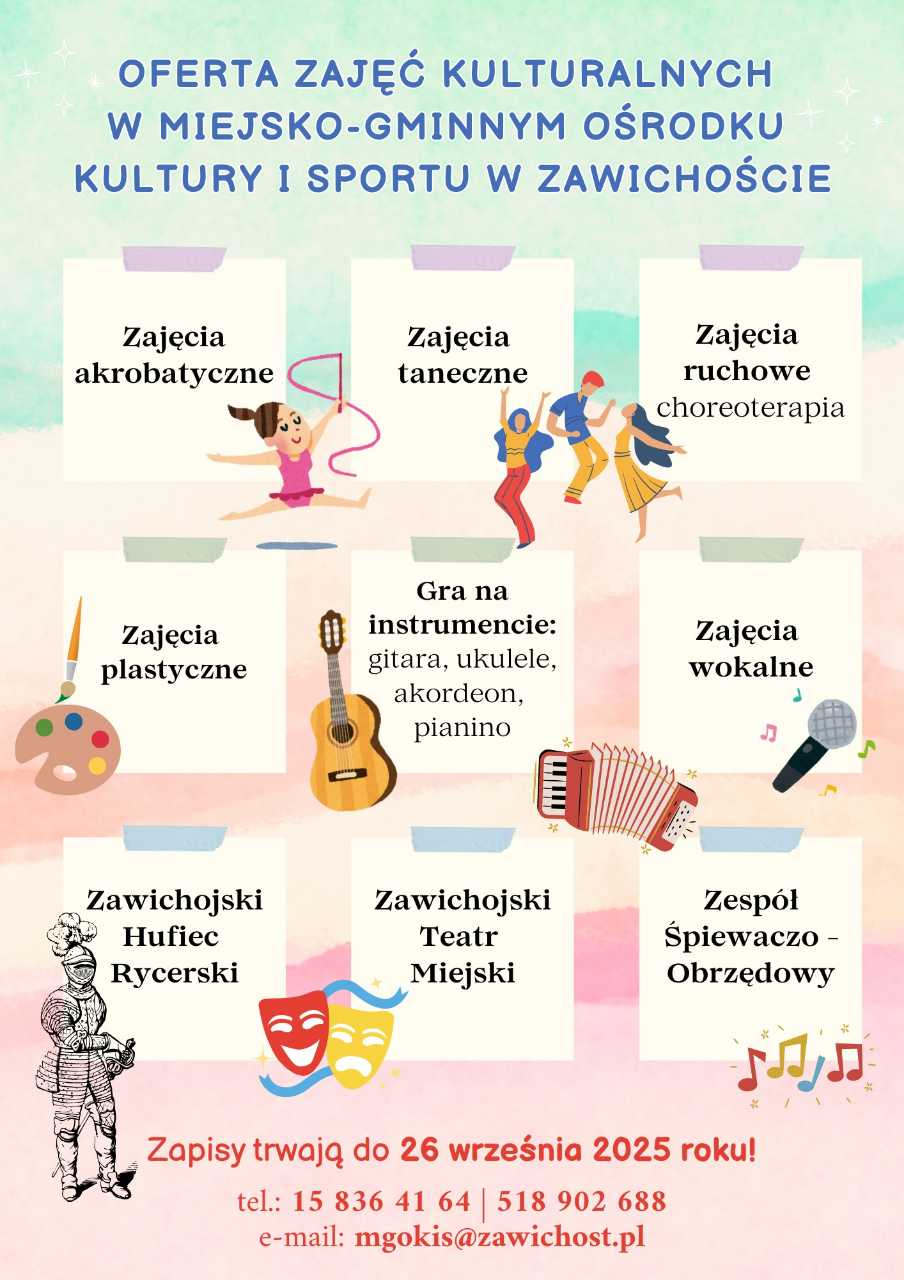 OFERTA ZAJĘĆ KULTURALNYCH
W MIEJSKO-GMINNYM OŚRODKU
KULTURY I SPORTU W ZAWICHOŚCIE
Zajęcia
akrobatyczne
Zajęcia
taneczne
Zajęcia
ruchowe
choreoterapia
Zajęcia
plastyczne
Gra na
instrumencie:
gitara, ukulele,
akordeon,
pianino
Zajęcia
wokalne
Zawichojski
Hufiec
Rycerski
Zawichojski
Teatr
Miejski
Zespół
Śpiewaczo -
Obrzędowy
Zapisy trwają do 26 września 2025 roku!
tel.: 15 836 41 64 | 518 902 688
e-mail: mgokis@zawichost.pl